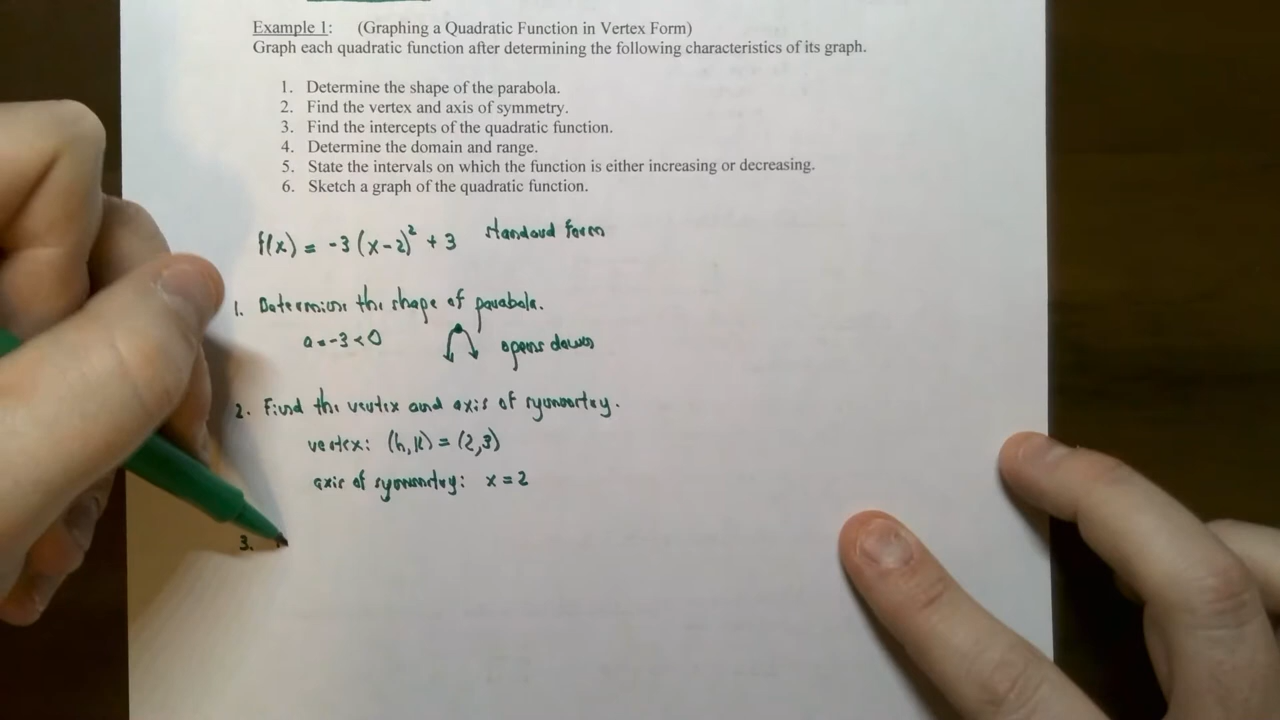 Example 1: (Graphing a Quadratic Function in Vertex Form)
Graph each quadratic function after determining the following characteristics of its graph.
1. Determine the shape of the parabola.
2. Find the vertex and axis of symmetry.
3. Find the intercepts of the quadratic function.
4. Determine the domain and range.
5. State the intervals on which the function is either increasing or decreasing.
6. Sketch a graph of the quadratic function.
f(x) = -3(x-2)² + 3 standard form
1. Determine the shape of parabola.
a = -3 < 0 opens down
2. Find the vertex and axis of symmetry.
vertex: (h,k) = (2,3)
axis of symmetry: x = 2
3.